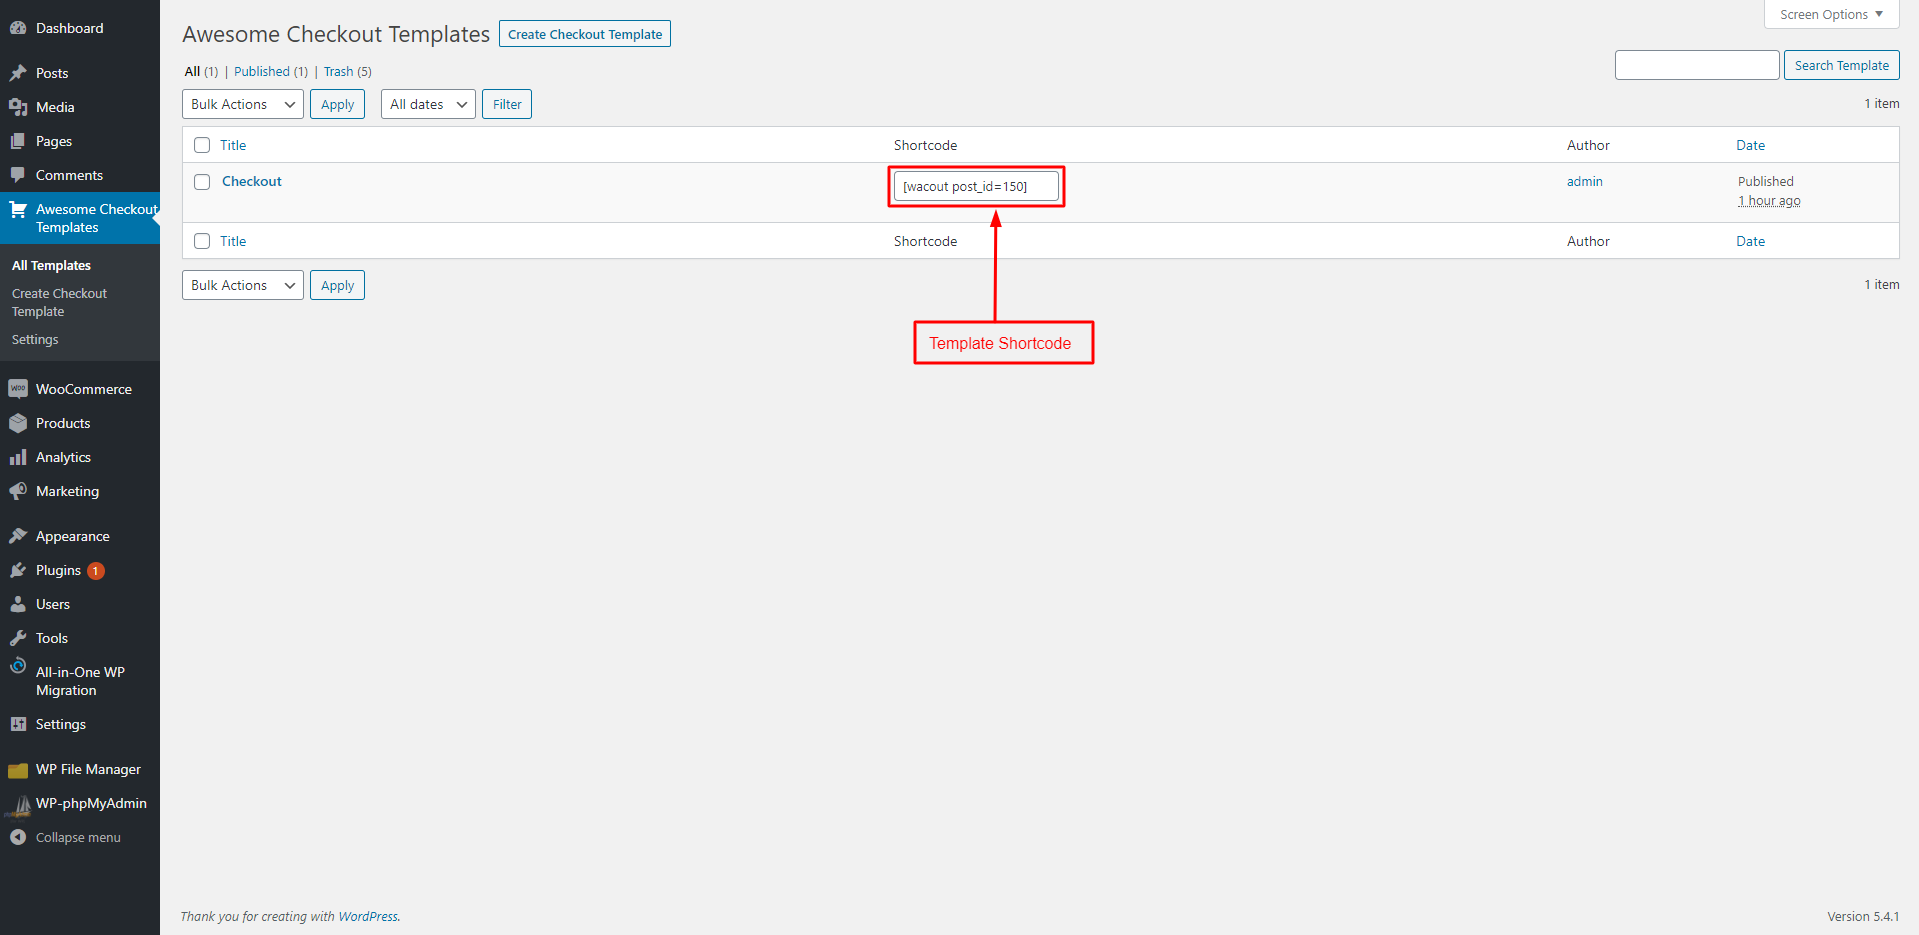 Dashboard
Posts
Media
Pages
Comments
Awesome Checkout
Templates
All Templates
Create Checkout
Template
Settings
WooCommerce
Products
Analytics
Marketing
Appearance
Plugins 1
Users
Tools
All-in-One WP
Migration
Settings
WP File Manager
WP-phpMyAdmin
Collapse menu
Screen Options
Awesome Checkout Templates Create Checkout Template
All (1) | Published (1) | Trash (5)
Search Template
Bulk Actions Apply All dates Filter 1 item
Title Shortcode Author Date
Checkout [wacout post_id=150] admin Published
1 hour ago
Title Shortcode Author Date
Bulk Actions Apply 1 item
Template Shortcode
Thank you for creating with WordPress. Version 5.4.1